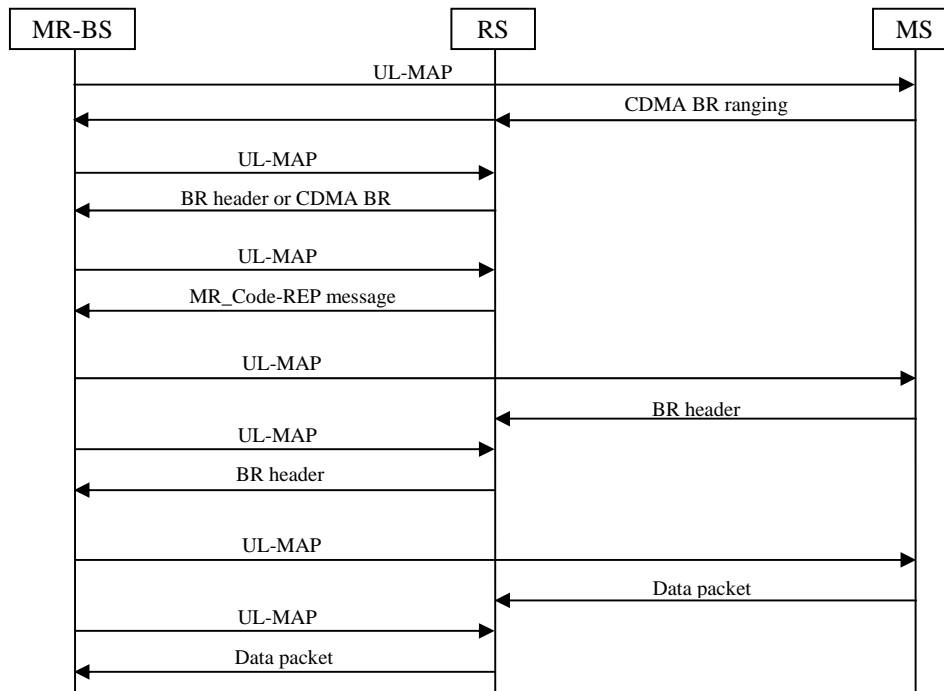 MR-BS
RS
MS
UL-MAP
CDMA BR ranging
UL-MAP
BR header or CDMA BR
UL-MAP
MR_Code-REP message
UL-MAP
BR header
UL-MAP
BR header
UL-MAP
Data packet
UL-MAP
Data packet